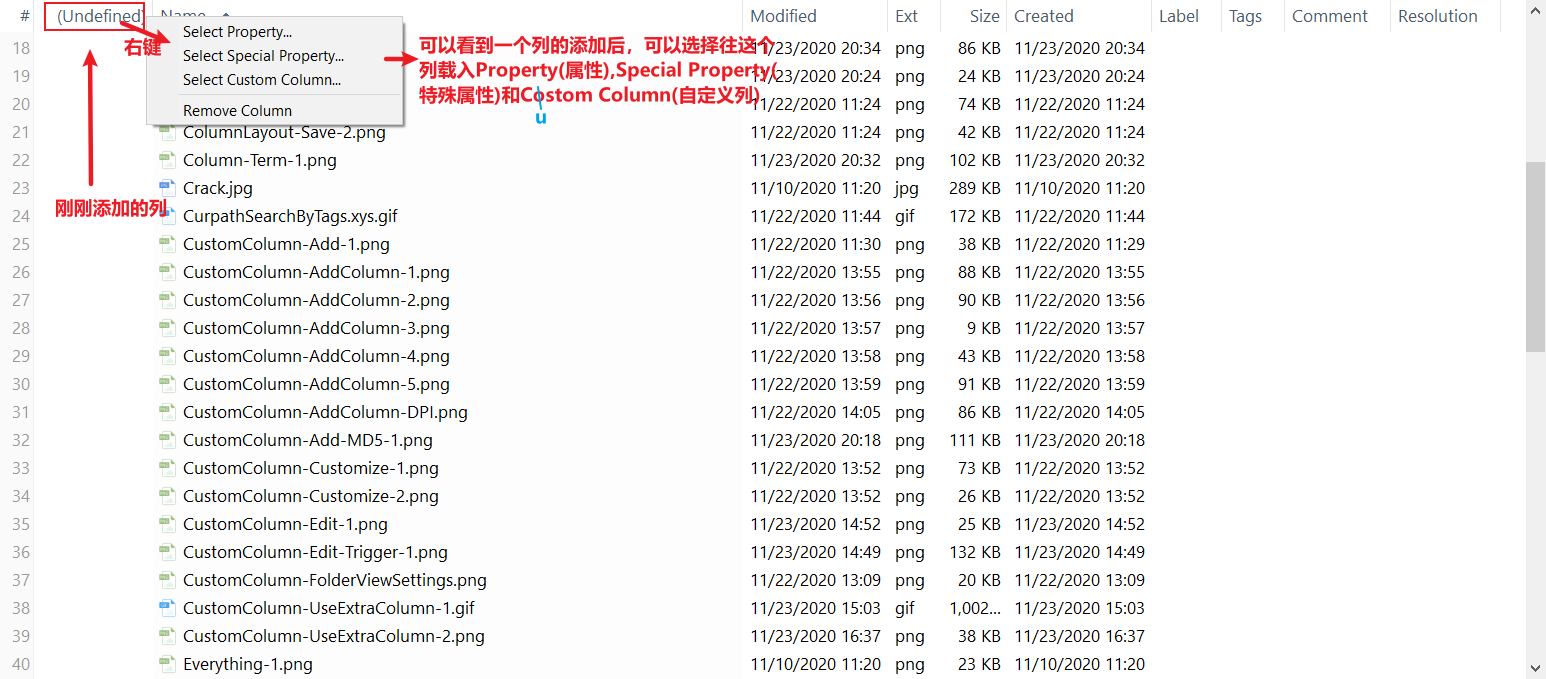 # (Undefined) Name Modified Ext Size Created Label Tags Comment Resolution
Select Property...
Select Special Property...
Select Custom Column...
Remove Column
右键
可以看到一个列的添加后，可以选择往这个
列载入Property(属性),Special Property(
特殊属性)和Costom Column(自定义列)
u
刚刚添加的列
18 11/23/2020 20:34 png 86 KB 11/23/2020 20:34
19 11/23/2020 20:24 png 24 KB 11/23/2020 20:24
20 11/22/2020 11:24 png 74 KB 11/22/2020 11:24
21 ColumnLayout-Save-2.png 11/22/2020 11:24 png 42 KB 11/22/2020 11:24
22 Column-Term-1.png 11/23/2020 20:32 png 102 KB 11/23/2020 20:32
23 Crack.jpg 11/10/2020 11:20 jpg 289 KB 11/10/2020 11:20
24 CurpathSearchByTags.xys.gif 11/22/2020 11:44 gif 172 KB 11/22/2020 11:44
25 CustomColumn-Add-1.png 11/22/2020 11:30 png 38 KB 11/22/2020 11:29
26 CustomColumn-AddColumn-1.png 11/22/2020 13:55 png 88 KB 11/22/2020 13:55
27 CustomColumn-AddColumn-2.png 11/22/2020 13:56 png 90 KB 11/22/2020 13:56
28 CustomColumn-AddColumn-3.png 11/22/2020 13:57 png 9 KB 11/22/2020 13:57
29 CustomColumn-AddColumn-4.png 11/22/2020 13:58 png 43 KB 11/22/2020 13:58
30 CustomColumn-AddColumn-5.png 11/22/2020 13:59 png 91 KB 11/22/2020 13:59
31 CustomColumn-AddColumn-DPI.png 11/22/2020 14:05 png 86 KB 11/22/2020 14:05
32 CustomColumn-Add-MD5-1.png 11/23/2020 20:18 png 111 KB 11/23/2020 20:18
33 CustomColumn-Customize-1.png 11/22/2020 13:52 png 73 KB 11/22/2020 13:52
34 CustomColumn-Customize-2.png 11/22/2020 13:52 png 26 KB 11/22/2020 13:52
35 CustomColumn-Edit-1.png 11/23/2020 14:52 png 25 KB 11/23/2020 14:52
36 CustomColumn-Edit-Trigger-1.png 11/23/2020 14:49 png 132 KB 11/23/2020 14:49
37 CustomColumn-FolderViewSettings.png 11/22/2020 13:09 png 20 KB 11/22/2020 13:09
38 CustomColumn-UseExtraColumn-1.gif 11/23/2020 15:03 gif 1,002... 11/23/2020 15:03
39 CustomColumn-UseExtraColumn-2.png 11/23/2020 16:37 png 38 KB 11/23/2020 16:37
40 Everything-1.png 11/10/2020 11:20 png 23 KB 11/10/2020 11:20